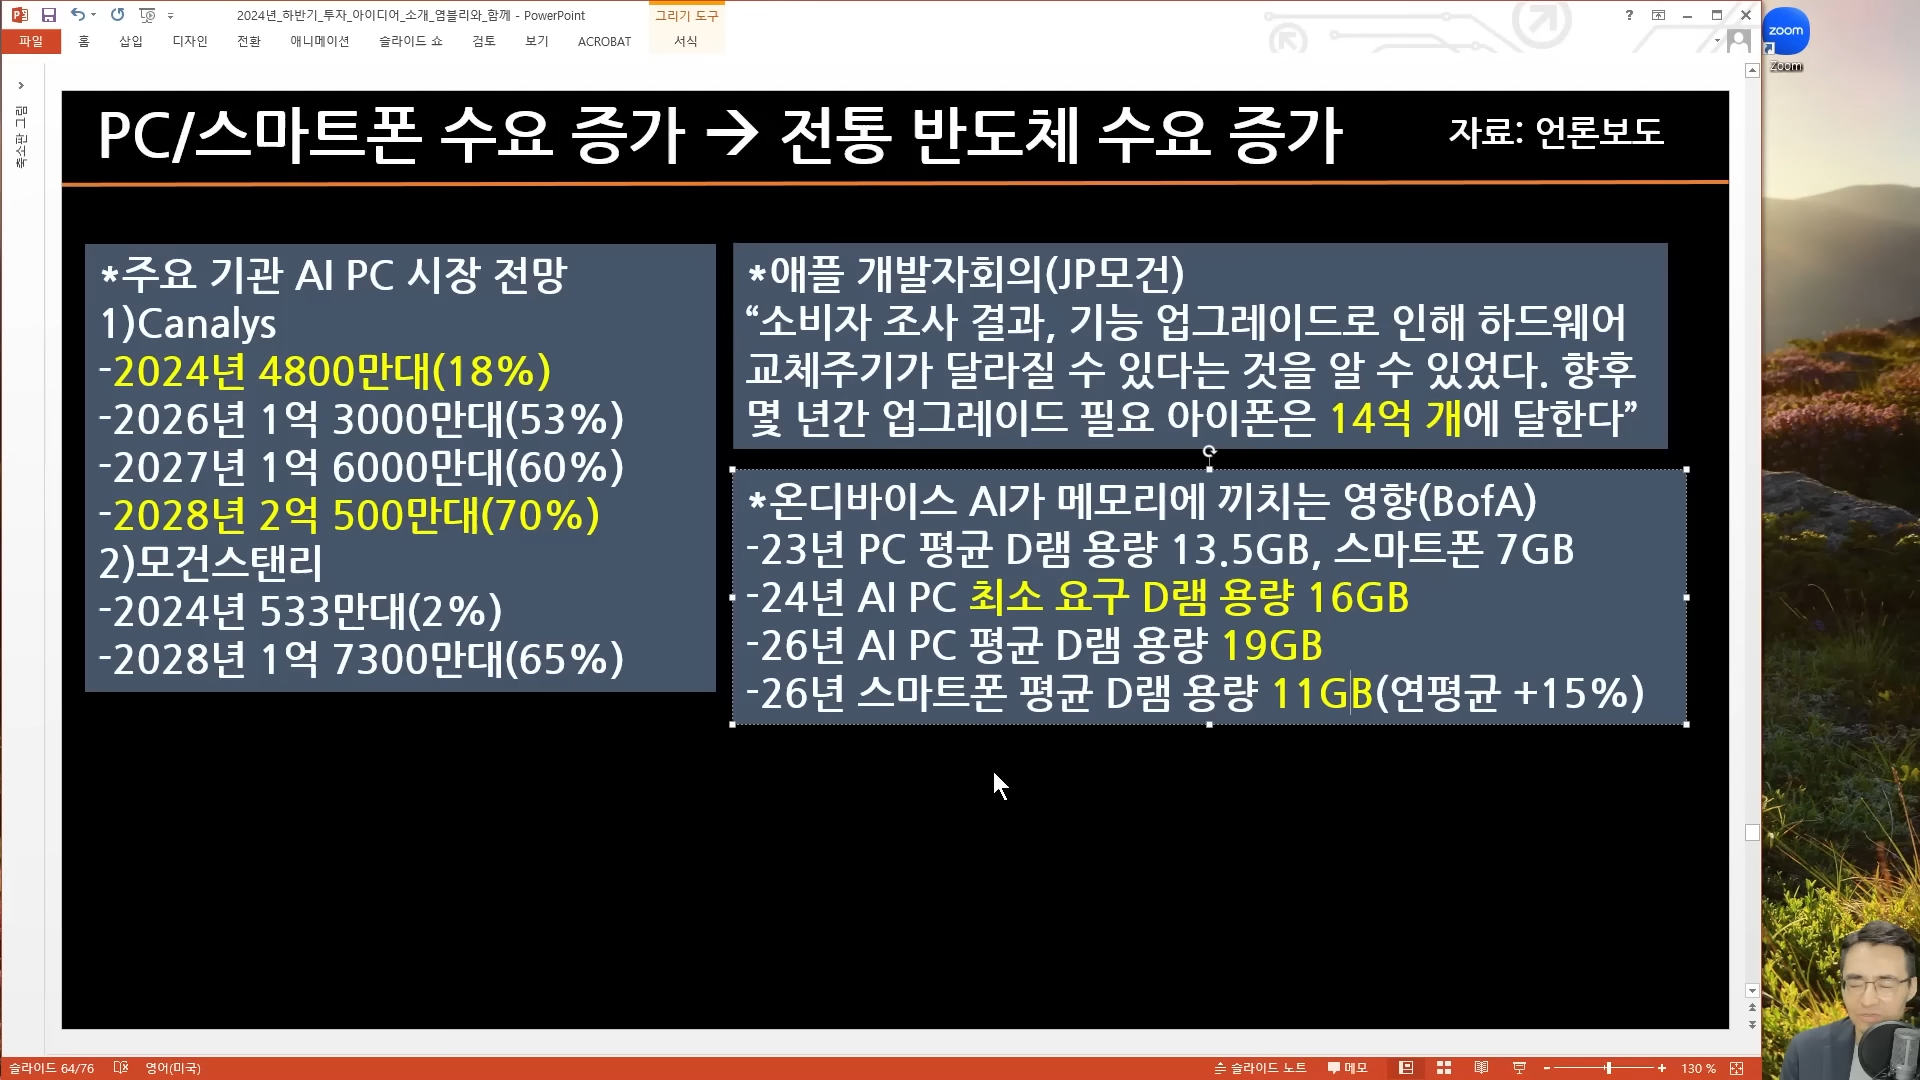 2024년_하반기_투자_아이디어_소개_염블리와_함께 - PowerPoint
그리기 도구
파일 홈 삽입 디자인 전환 애니메이션 슬라이드 쇼 검토 보기 ACROBAT 서식
zoom
Zoom
축소판 그림
PC/스마트폰 수요 증가 → 전통 반도체 수요 증가
자료: 언론보도
*주요 기관 AI PC 시장 전망
1)Canalys
-2024년 4800만대(18%)
-2026년 1억 3000만대(53%)
-2027년 1억 6000만대(60%)
-2028년 2억 500만대(70%)
2)모건스탠리
-2024년 533만대(2%)
-2028년 1억 7300만대(65%)
*애플 개발자회의(JP모건)
“소비자 조사 결과, 기능 업그레이드로 인해 하드웨어
교체주기가 달라질 수 있다는 것을 알 수 있었다. 향후
몇 년간 업그레이드 필요 아이폰은 14억 개에 달한다”
*온디바이스 AI가 메모리에 끼치는 영향(BofA)
-23년 PC 평균 D램 용량 13.5GB, 스마트폰 7GB
-24년 AI PC 최소 요구 D램 용량 16GB
-26년 AI PC 평균 D램 용량 19GB
-26년 스마트폰 평균 D램 용량 11GB(연평균 +15%)
슬라이드 64/76 영어(미국) 슬라이드 노트 메모 130 %